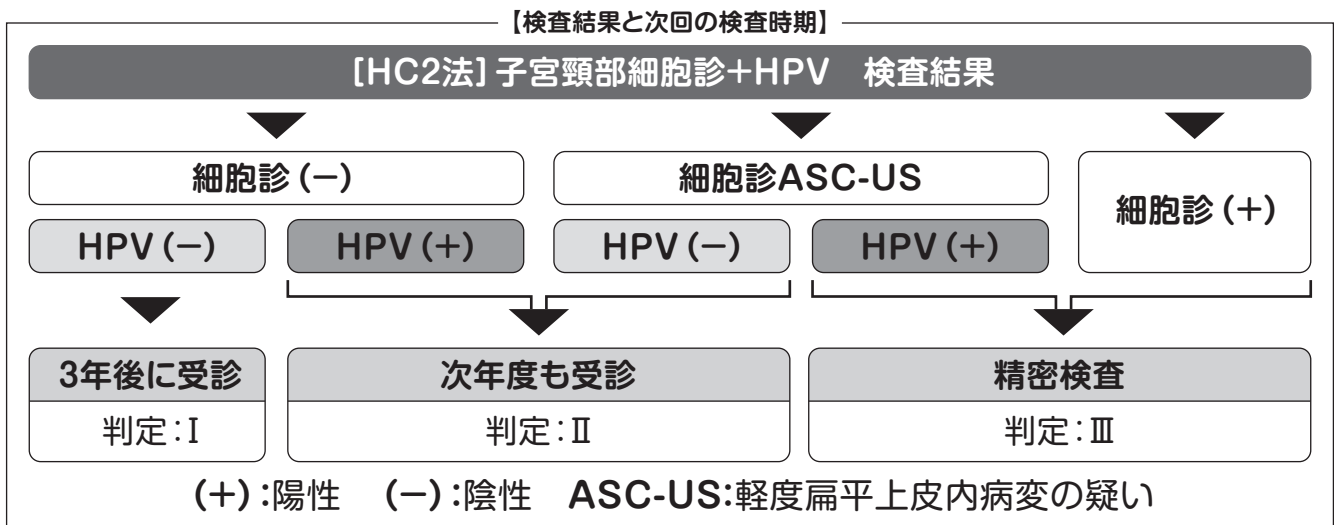 【検査結果と次回の検査時期】
[HC2法]子宮頸部細胞診+HPV 検査結果
細胞診(−)
細胞診ASC-US
細胞診(+)
HPV(−)
HPV(+)
HPV(−)
HPV(+)
3年後に受診
判定:Ⅰ
次年度も受診
判定:Ⅱ
精密検査
判定:Ⅲ
(+):陽性 (−):陰性 ASC-US:軽度扁平上皮内病変の疑い